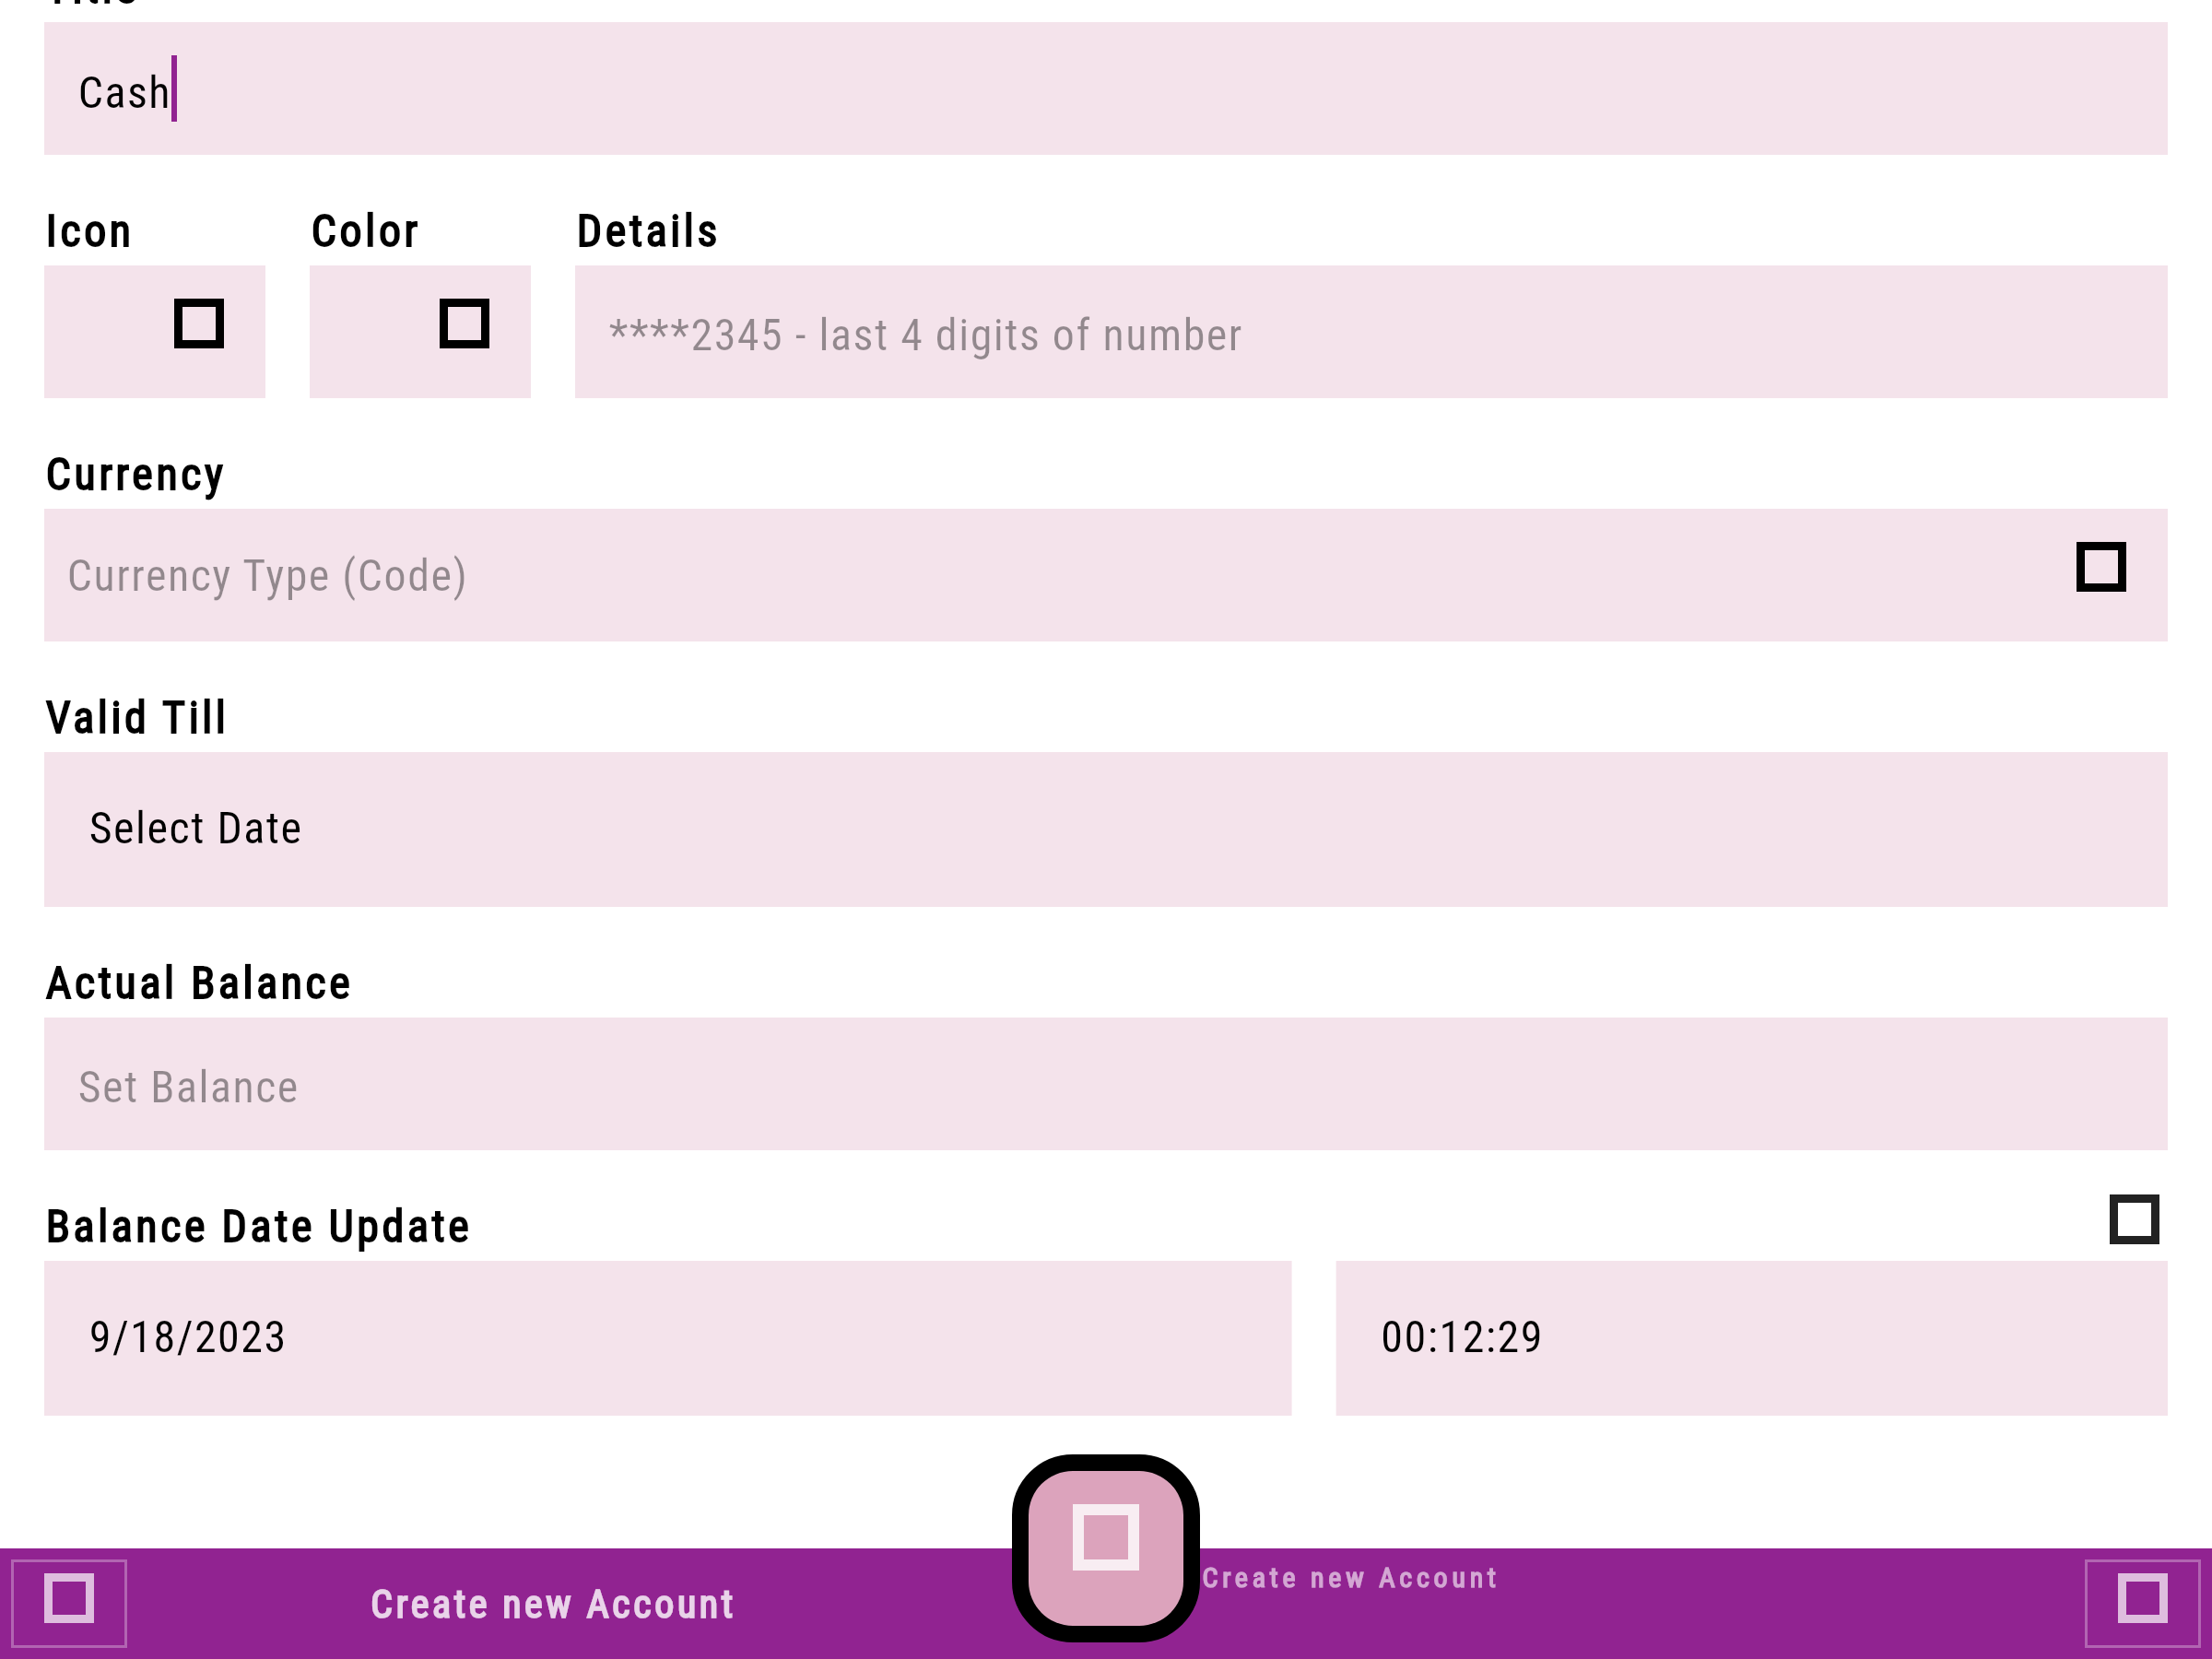 Title
Cash
Icon Color Details
****2345 - last 4 digits of number
Currency
Currency Type (Code)
Valid Till
Select Date
Actual Balance
Set Balance
Balance Date Update
9/18/2023 00:12:29
Create new Account
Create new Account